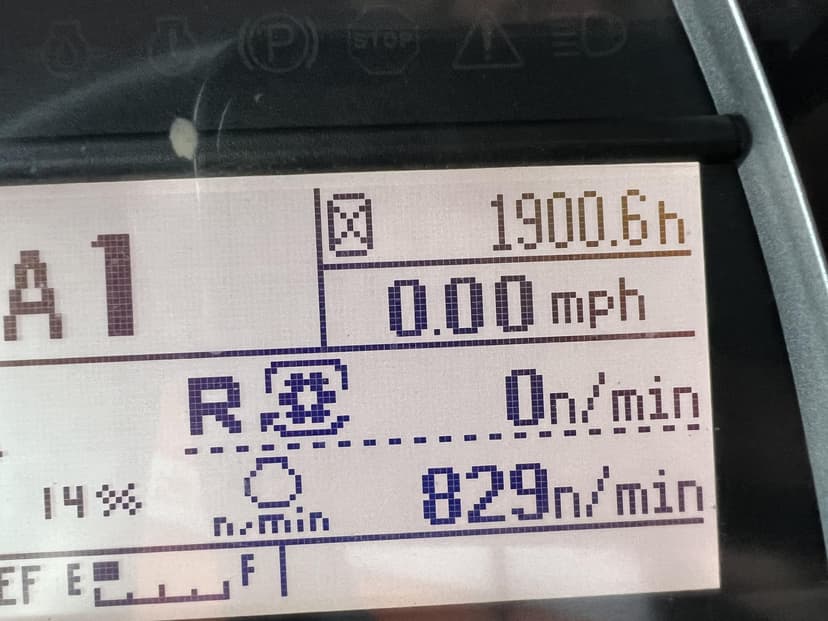 P STOP
1900.6h
A1
0.00 mph
R 0n/min
14% n/min 829n/min
EF E F